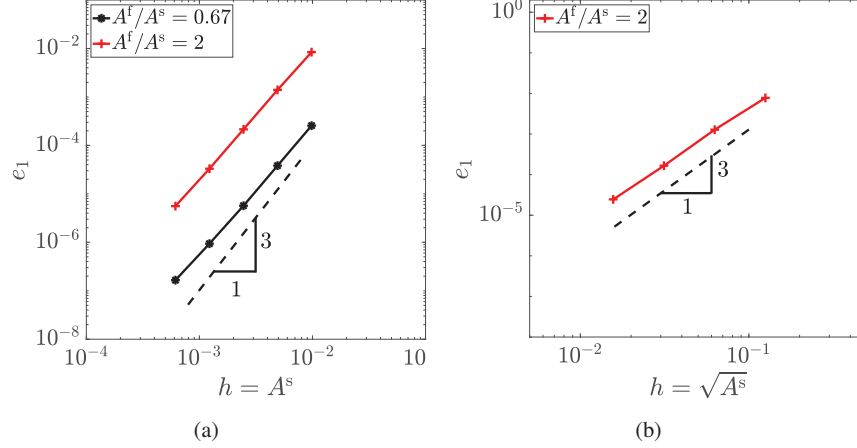 A^f/A^s = 0.67
A^f/A^s = 2
10^-2
10^-4
10^-6
10^-8
e_1
3
1
10^-4
10^-3
10^-2
10
h = A^s
(a)
A^f/A^s = 2
10^0
10^-5
e_1
3
1
10^-2
10^-1
h = √A^s
(b)